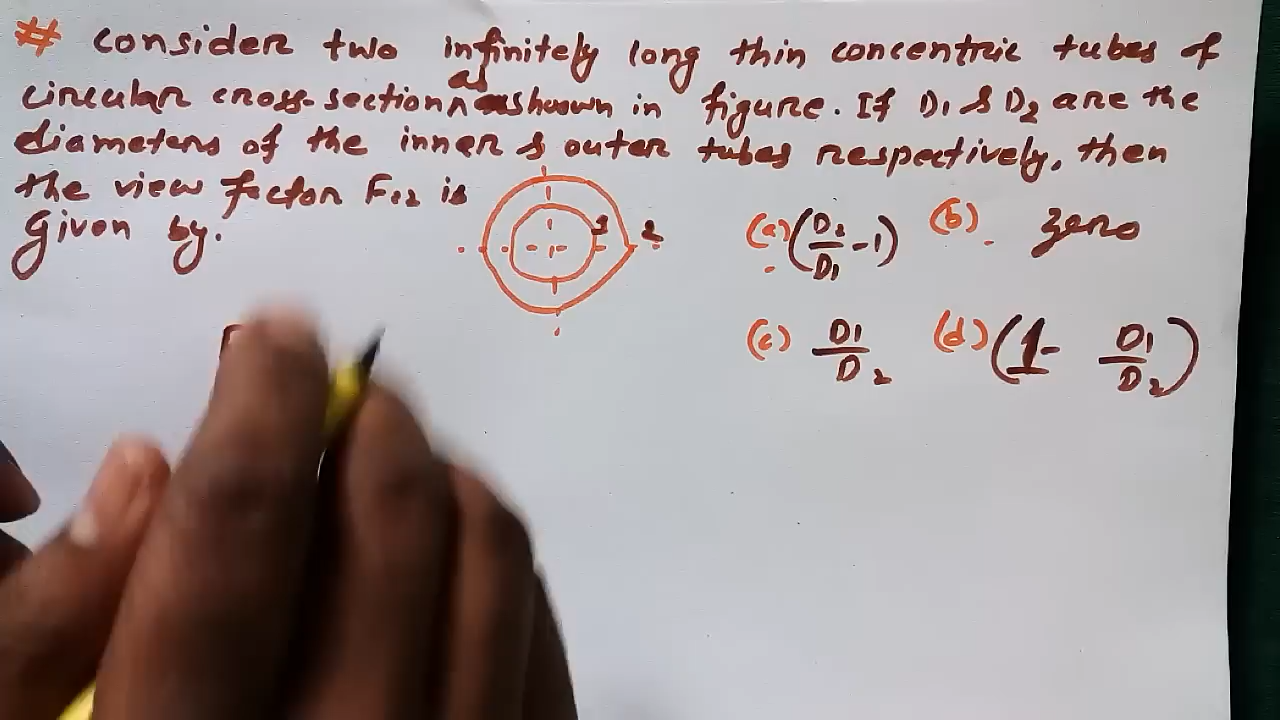 # consider two infinitely long thin concentric tubes of
circular cross-section as shown in figure. If D1 & D2 are the
diameters of the inner & outer tubes respectively, then
the view factor F12 is
given by.
1 2
(a) (D2/D1 - 1) (b) zero
(c) D1/D2 (d) (1 - D1/D2)